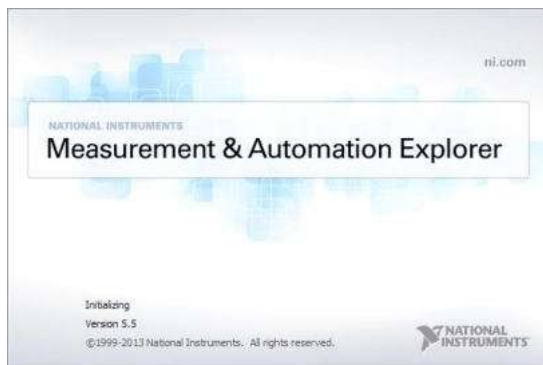 ni.com
NATIONAL INSTRUMENTS
Measurement & Automation Explorer
Initializing
Version 5.5
©1999-2013 National Instruments. All rights reserved.
NATIONAL
INSTRUMENTS